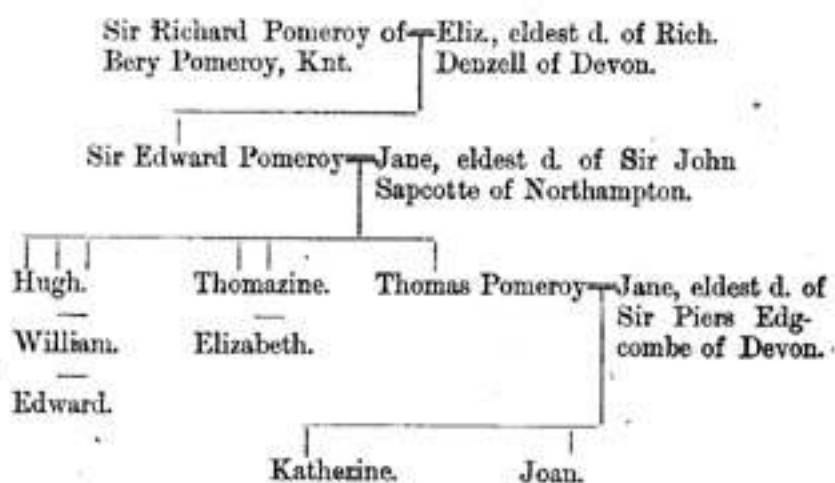 Sir Richard Pomeroy of Eliz., eldest d. of Rich.
Bery Pomeroy, Knt. Denzell of Devon.
Sir Edward Pomeroy Jane, eldest d. of Sir John
Sapcotte of Northampton.
Hugh. Thomazine. Thomas Pomeroy Jane, eldest d. of
Sir Piers Edg-
William. Elizabeth. combe of Devon.
Edward.
Katherine. Joan.